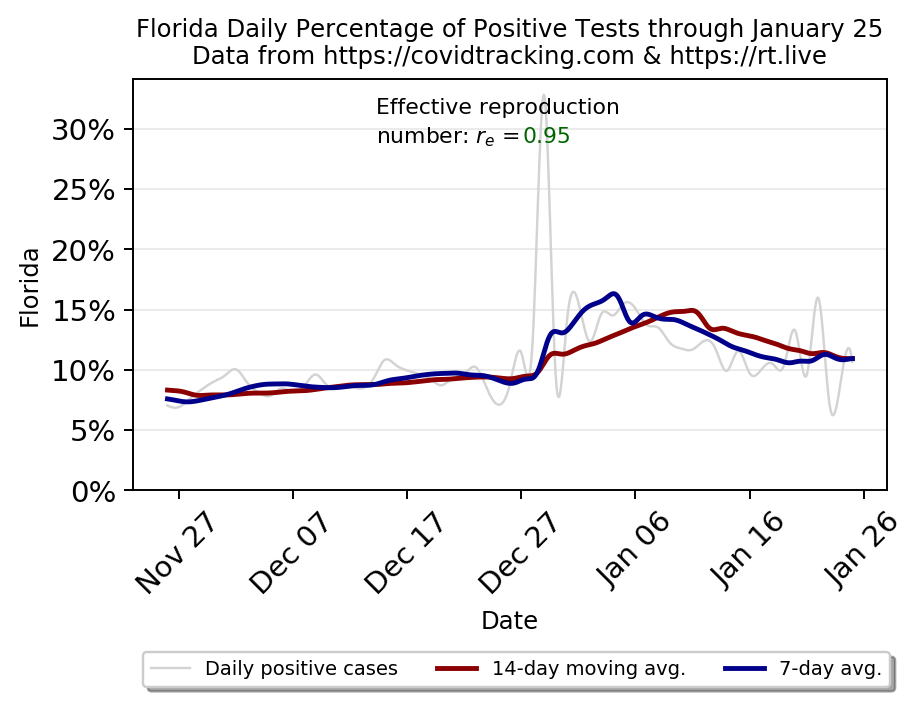 Florida Daily Percentage of Positive Tests through January 25
Data from https://covidtracking.com & https://rt.live
Effective reproduction
number: rₑ =0.95
30%
25%
20%
15%
10%
5%
0%
Florida
Nov 27
Dec 07
Dec 17
Dec 27
Jan 06
Jan 16
Jan 26
Date
Daily positive cases
14-day moving avg.
7-day avg.